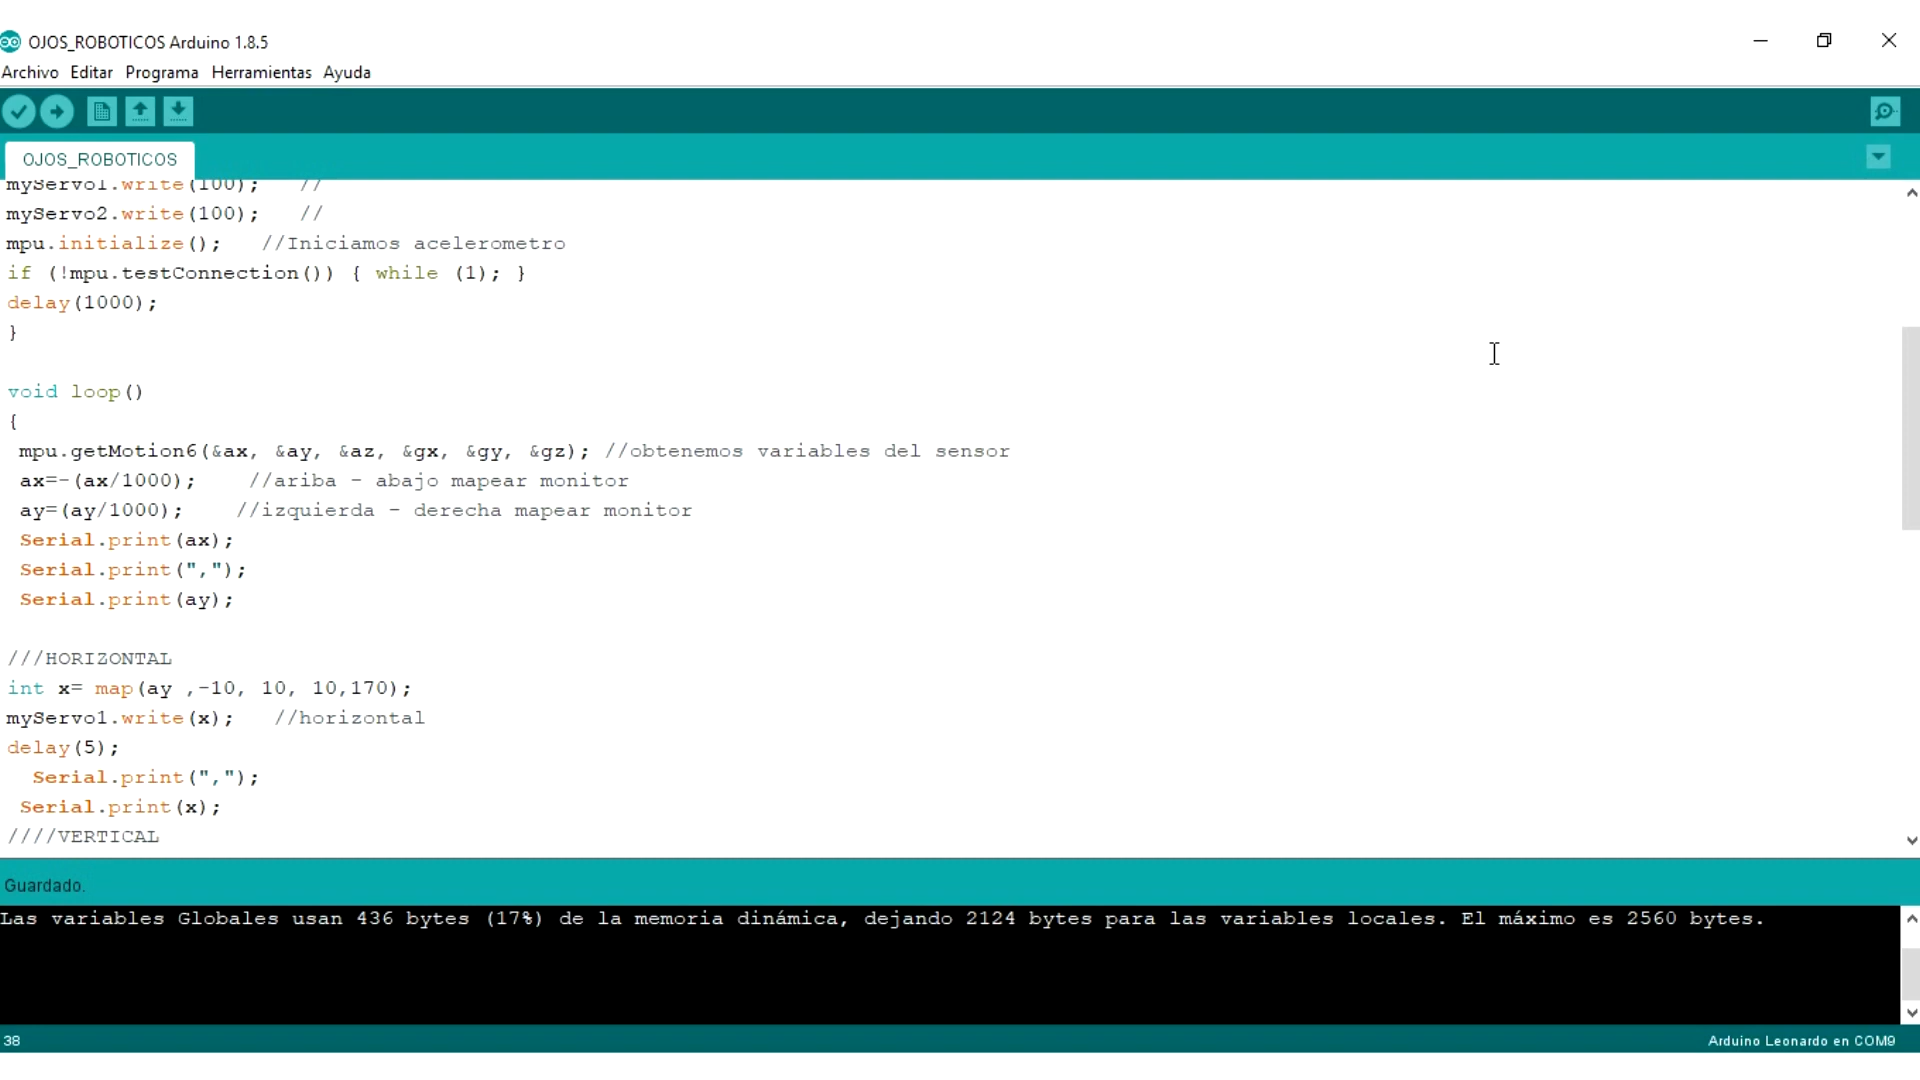 OJOS_ROBOTICOS Arduino 1.8.5
Archivo Editar Programa Herramientas Ayuda
OJOS_ROBOTICOS
myServo1.write(100);   //
myServo2.write(100);   //
mpu.initialize();   //Iniciamos acelerometro
if (!mpu.testConnection()) { while (1); }
delay(1000);
}
void loop()
{
mpu.getMotion6(&ax, &ay, &az, &gx, &gy, &gz); //obtenemos variables del sensor
ax=-(ax/1000);    //ariba - abajo mapear monitor
ay=(ay/1000);    //izquierda - derecha mapear monitor
Serial.print(ax);
Serial.print(",");
Serial.print(ay);
///HORIZONTAL
int x= map(ay ,-10, 10, 10,170);
myServo1.write(x);   //horizontal
delay(5);
Serial.print(",");
Serial.print(x);
////VERTICAL
Guardado.
Las variables Globales usan 436 bytes (17%) de la memoria dinámica, dejando 2124 bytes para las variables locales. El máximo es 2560 bytes.
38
Arduino Leonardo en COM9